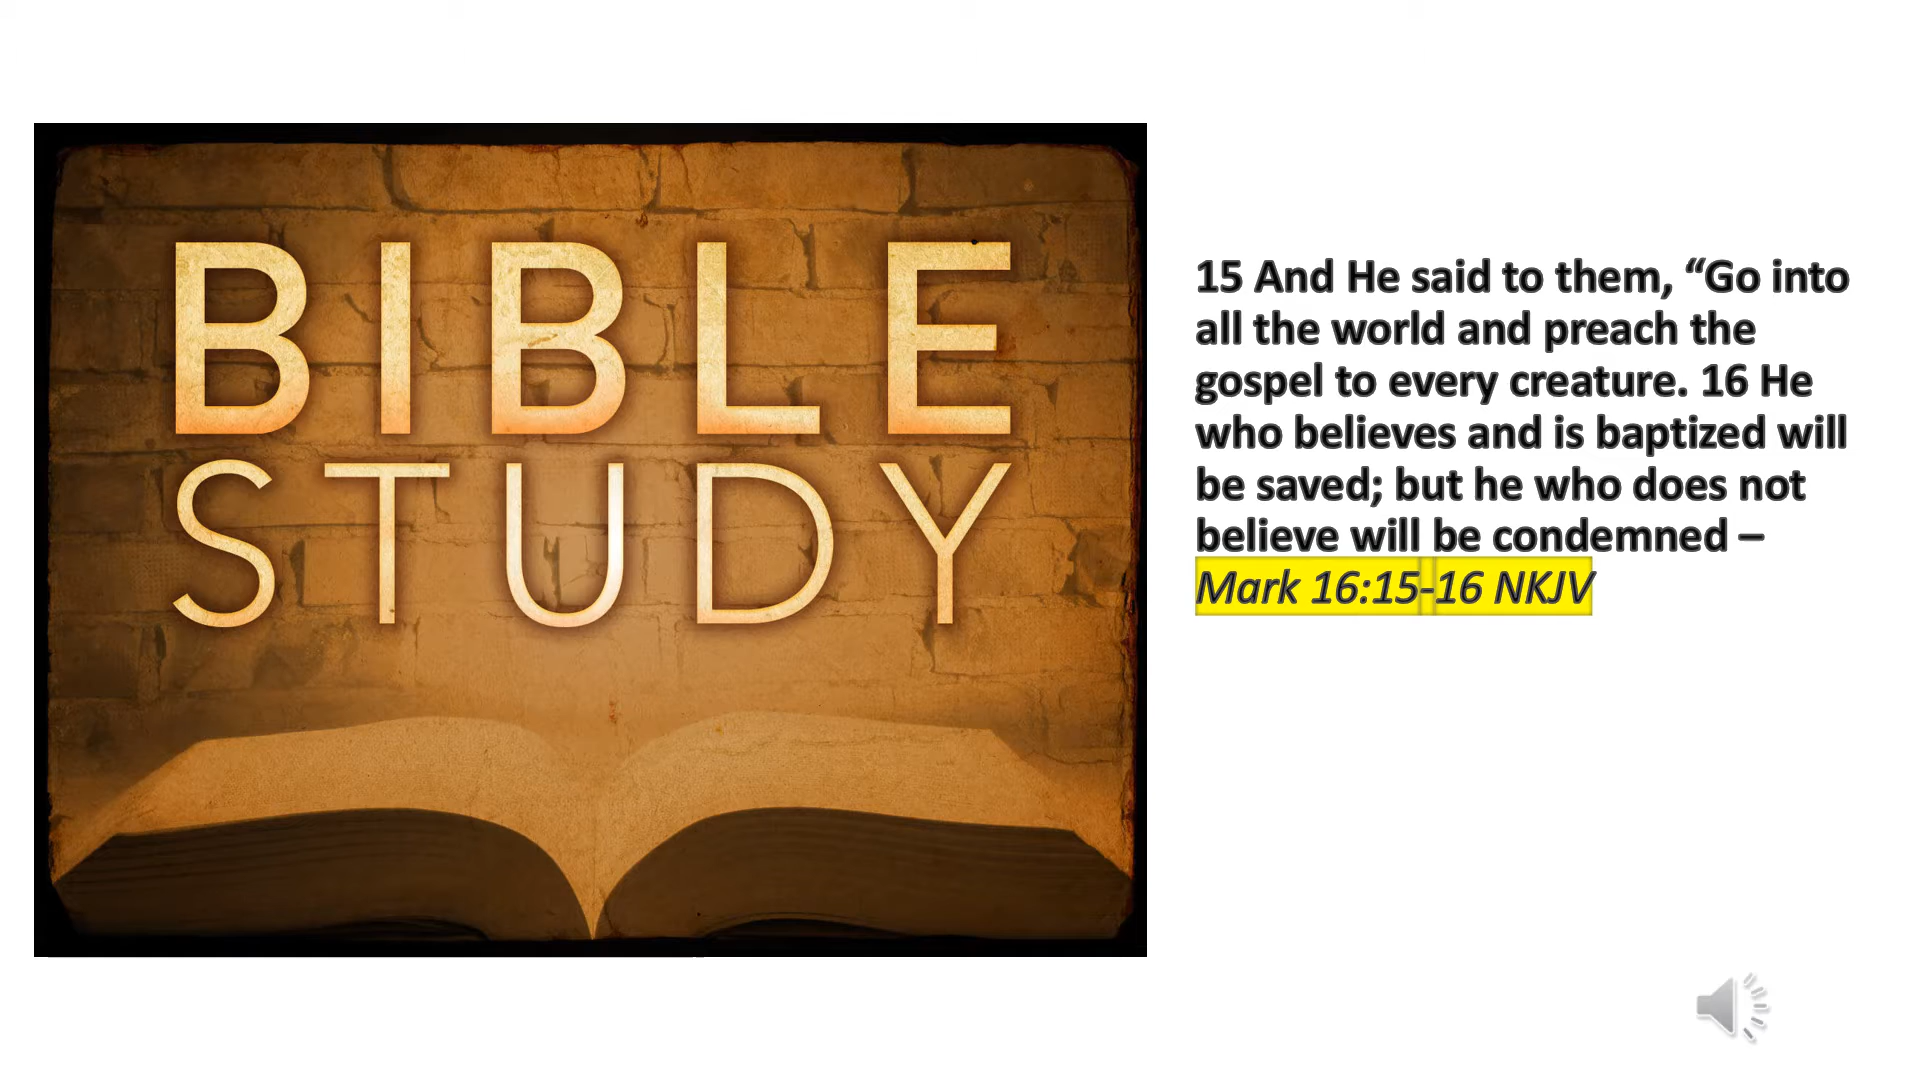 BIBLE
STUDY
15 And He said to them, “Go into
all the world and preach the
gospel to every creature. 16 He
who believes and is baptized will
be saved; but he who does not
believe will be condemned –
Mark 16:15-16 NKJV